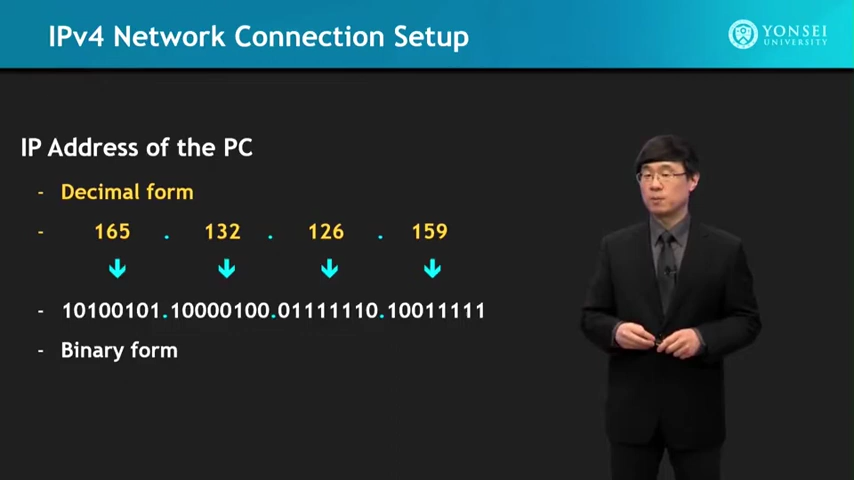 IPv4 Network Connection Setup
YONSEI
UNIVERSITY
IP Address of the PC
- Decimal form
- 165 . 132 . 126 . 159
- 10100101.10000100.01111110.10011111
- Binary form